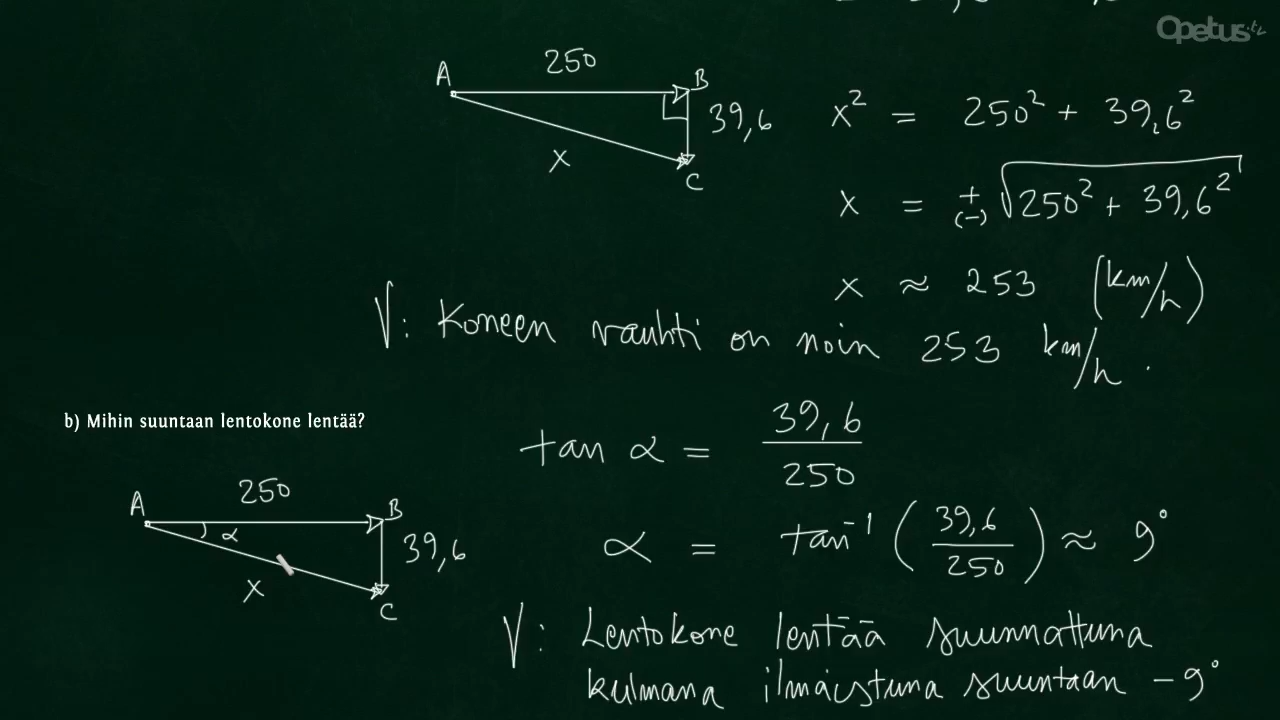 Opetus.tv
A 250 B
39,6
x
C
x² = 250² + 39,6²
x = ±(−) √250² + 39,6²
x ≈ 253 (km/h)
V: Koneen vauhti on noin 253 km/h.
b) Mihin suuntaan lentokone lentää?
tan α = 39,6/250
A 250 B
α
39,6
x
C
α = tan⁻¹ (39,6/250) ≈ 9°
V: Lentokone lentää suunnattuna
kulmana ilmaistuna suuntaan −9°